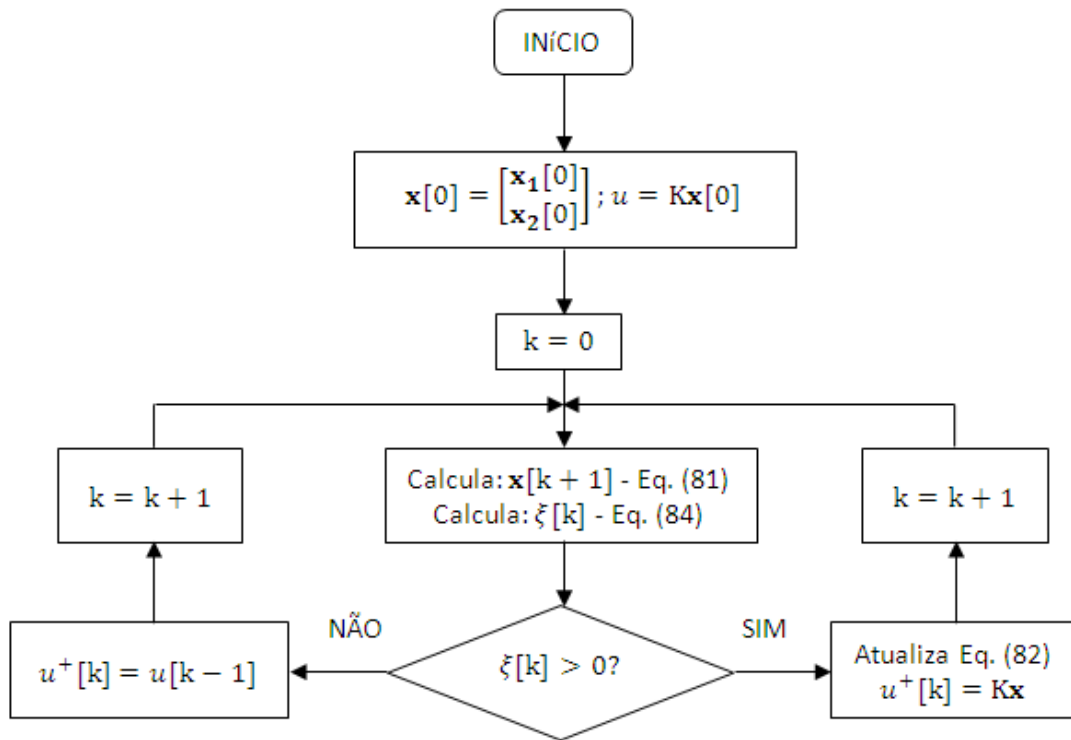 INíCIO
𝐱[0] = [𝐱₁[0] 𝐱₂[0]] ; u = K𝐱[0]
k = 0
Calcula: 𝐱[k + 1] - Eq. (81)
Calcula: ξ[k] - Eq. (84)
k = k + 1
k = k + 1
NÃO
ξ[k] > 0?
SIM
u⁺[k] = u[k − 1]
Atualiza Eq. (82)
u⁺[k] = K𝐱